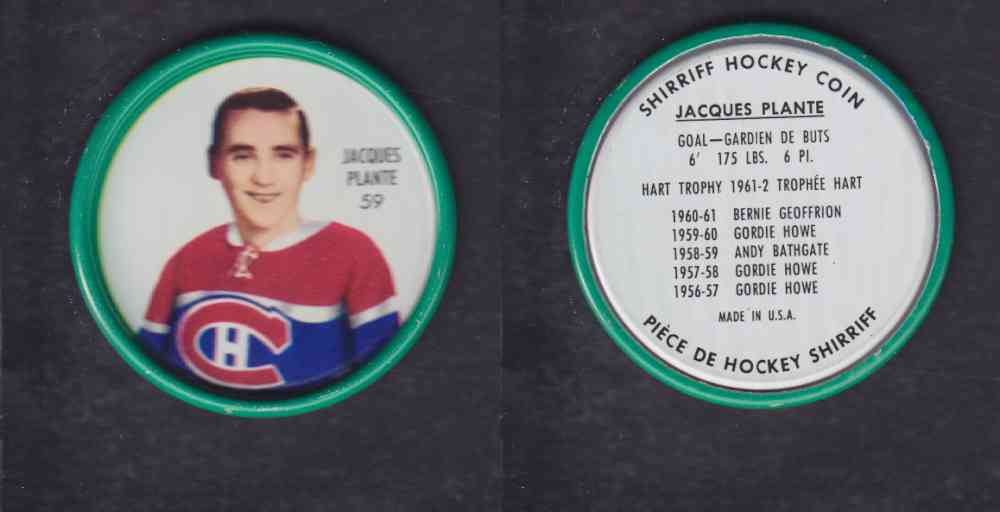 JACQUES
PLANTE
59
SHIRRIFF HOCKEY COIN
JACQUES PLANTE
GOAL—GARDIEN DE BUTS
6' 175 LBS. 6 PI.
HART TROPHY 1961-2 TROPHÉE HART
1960-61 BERNIE GEOFFRION
1959-60 GORDIE HOWE
1958-59 ANDY BATHGATE
1957-58 GORDIE HOWE
1956-57 GORDIE HOWE
MADE IN U.S.A.
PIÈCE DE HOCKEY SHIRRIFF